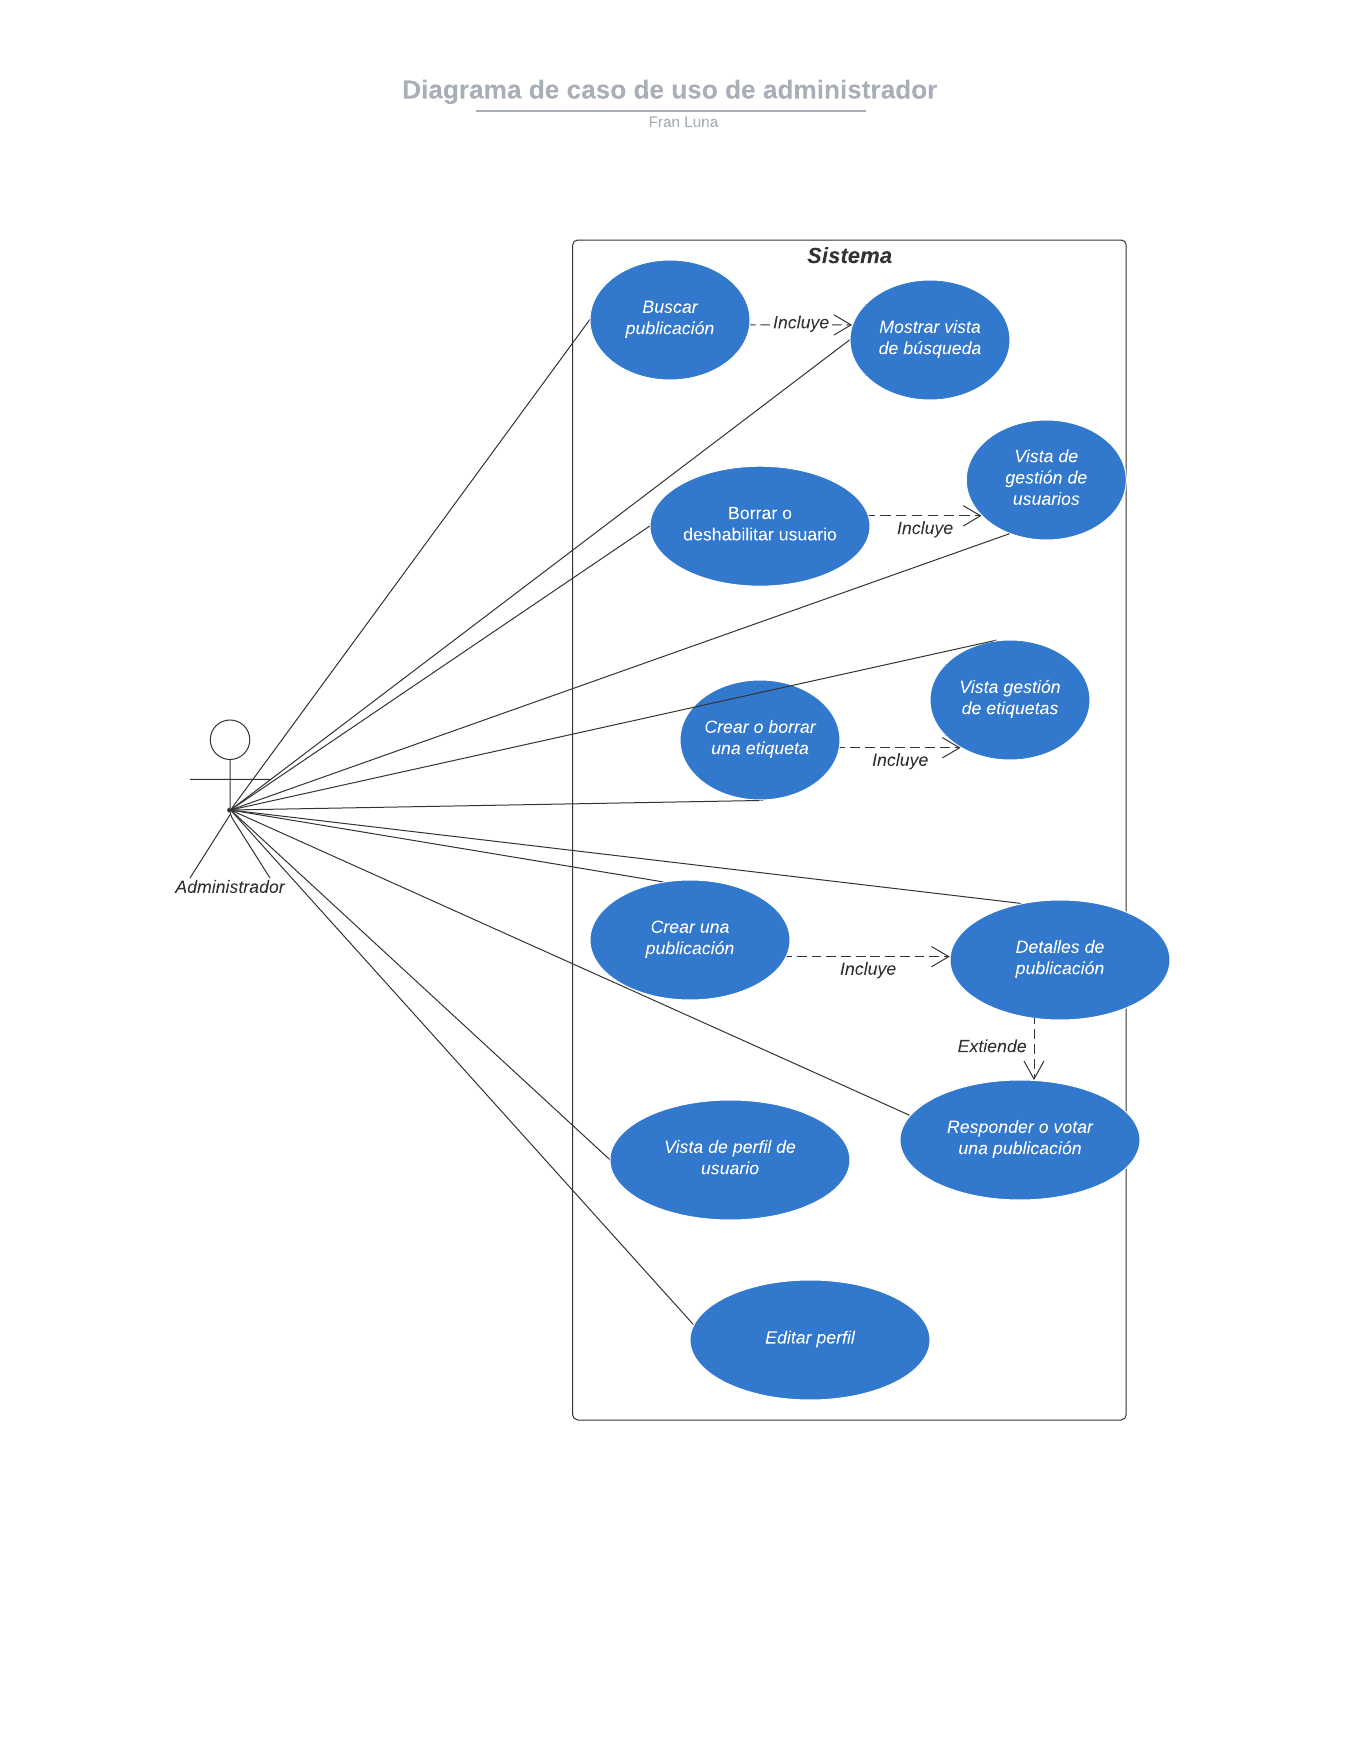 Diagrama de caso de uso de administrador
Fran Luna
Sistema
Buscar
publicación
Incluye
Mostrar vista
de búsqueda
Vista de
gestión de
usuarios
Borrar o
deshabilitar usuario
Incluye
Vista gestión
de etiquetas
Crear o borrar
una etiqueta
Incluye
Administrador
Crear una
publicación
Incluye
Detalles de
publicación
Extiende
Responder o votar
una publicación
Vista de perfil de
usuario
Editar perfil